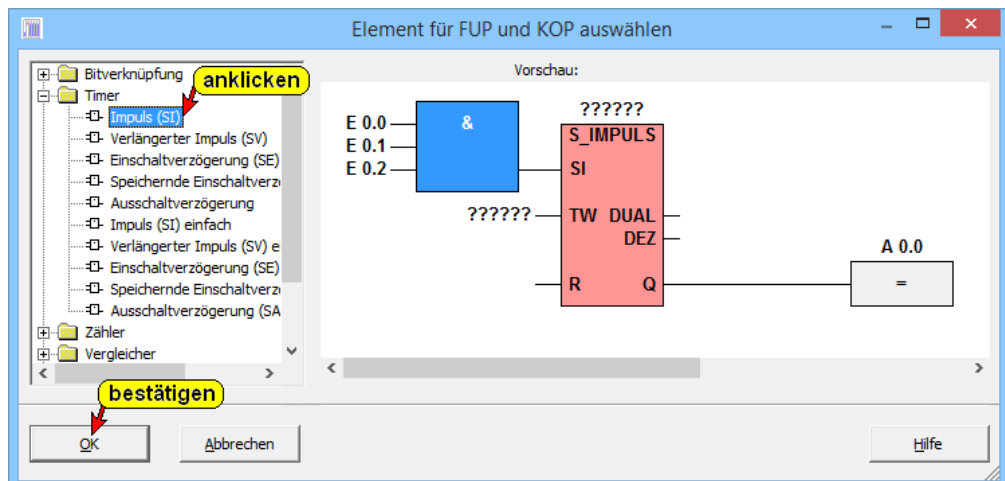 Element für FUP und KOP auswählen
Bitverknüpfung
anklicken
Timer
Impuls (SI)
Verlängerter Impuls (SV)
Einschaltverzögerung (SE)
Speichernde Einschaltverz
Ausschaltverzögerung
Impuls (SI) einfach
Verlängerter Impuls (SV) e
Einschaltverzögerung (SE)
Speichernde Einschaltverz
Ausschaltverzögerung (SA
Zähler
Vergleicher
bestätigen
Vorschau:
??????
E 0.0
&
S_IMPULS
E 0.1
E 0.2
SI
??????
TW DUAL
DEZ
A 0.0
R Q
=
OK
Abbrechen
Hilfe